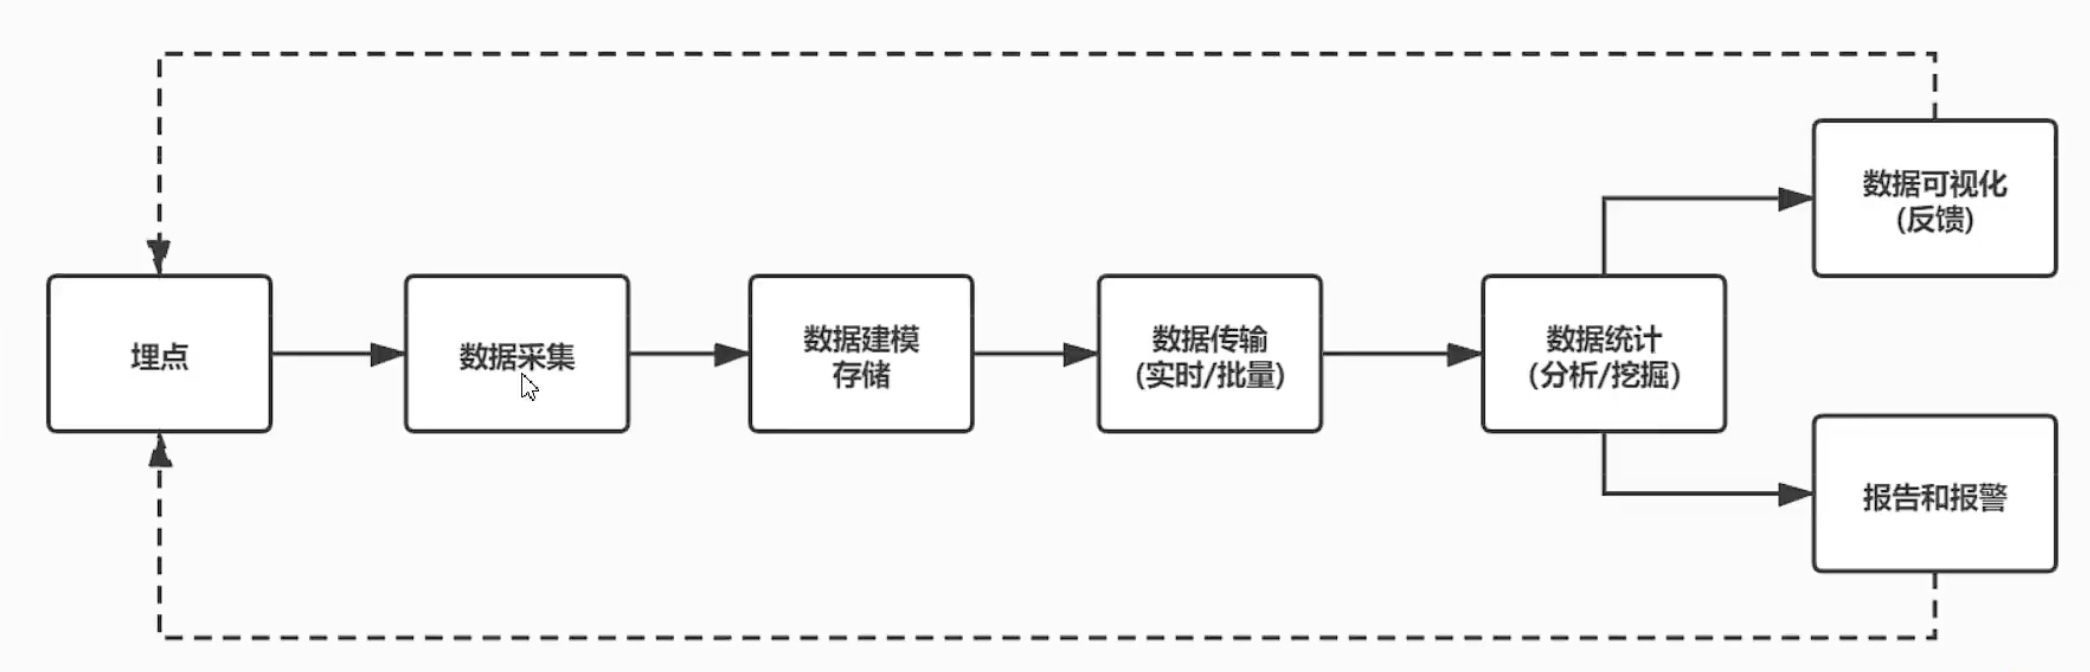 数据可视化
(反馈)
埋点
数据采集
数据建模
存储
数据传输
(实时/批量)
数据统计
(分析/挖掘)
报告和报警